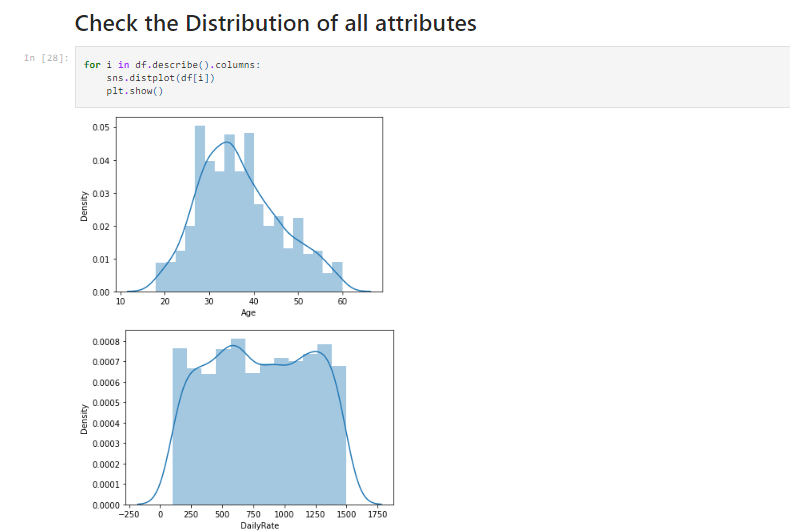 Check the Distribution of all attributes
In [28]:
for i in df.describe().columns:
sns.distplot(df[i])
plt.show()
0.05
0.04
0.03
0.02
0.01
0.00
Density
10 20 30 40 50 60
Age
0.0008
0.0007
0.0006
0.0005
0.0004
0.0003
0.0002
0.0001
0.0000
Density
−250 0 250 500 750 1000 1250 1500 1750
DailyRate